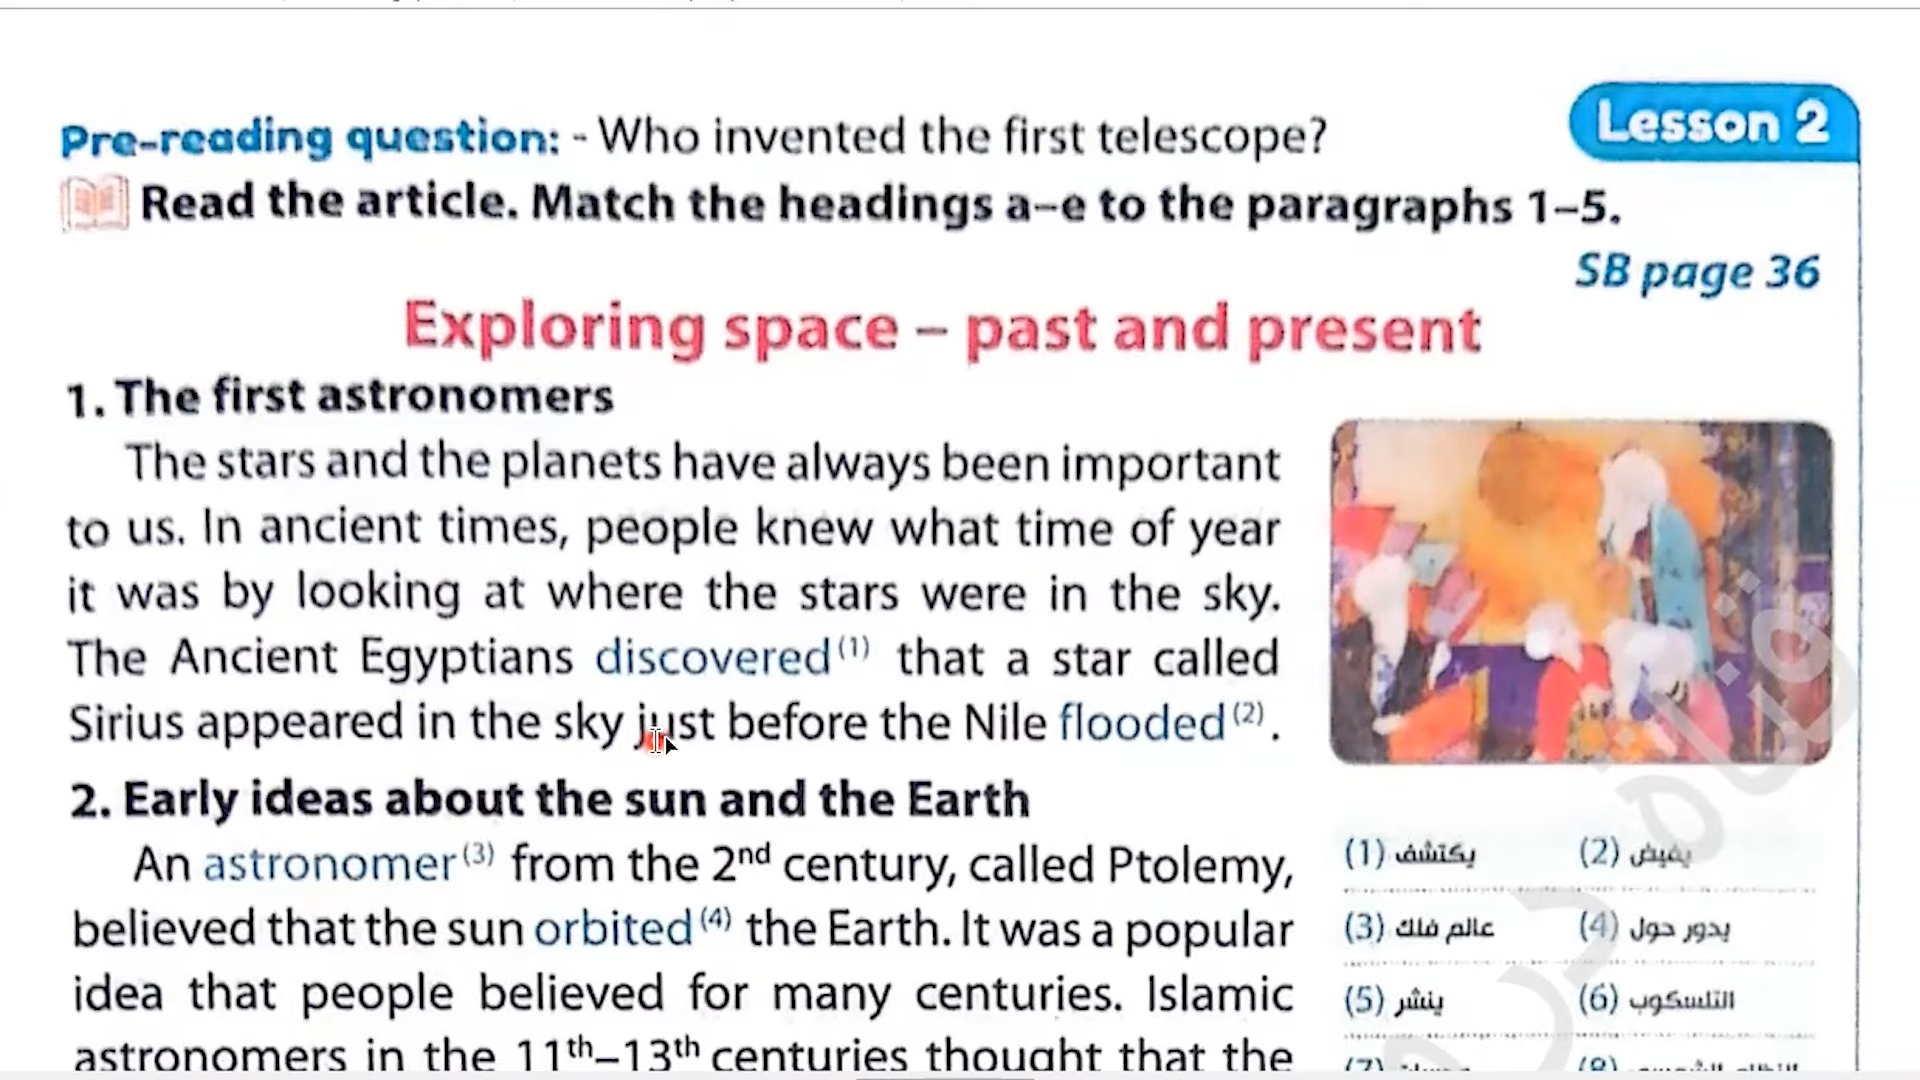 Lesson 2
Pre-reading question: - Who invented the first telescope?
Read the article. Match the headings a–e to the paragraphs 1–5.
SB page 36
Exploring space – past and present
1. The first astronomers
The stars and the planets have always been important
to us. In ancient times, people knew what time of year
it was by looking at where the stars were in the sky.
The Ancient Egyptians discovered(1) that a star called
Sirius appeared in the sky just before the Nile flooded(2).
2. Early ideas about the sun and the Earth
An astronomer(3) from the 2nd century, called Ptolemy,
believed that the sun orbited(4) the Earth. It was a popular
idea that people believed for many centuries. Islamic
astronomers in the 11th–13th centuries thought that the
(1) يكتشف (2) يفيض
(3) عالم فلك (4) يدور حول
(5) ينشر (6) التلسكوب
(7) (8)